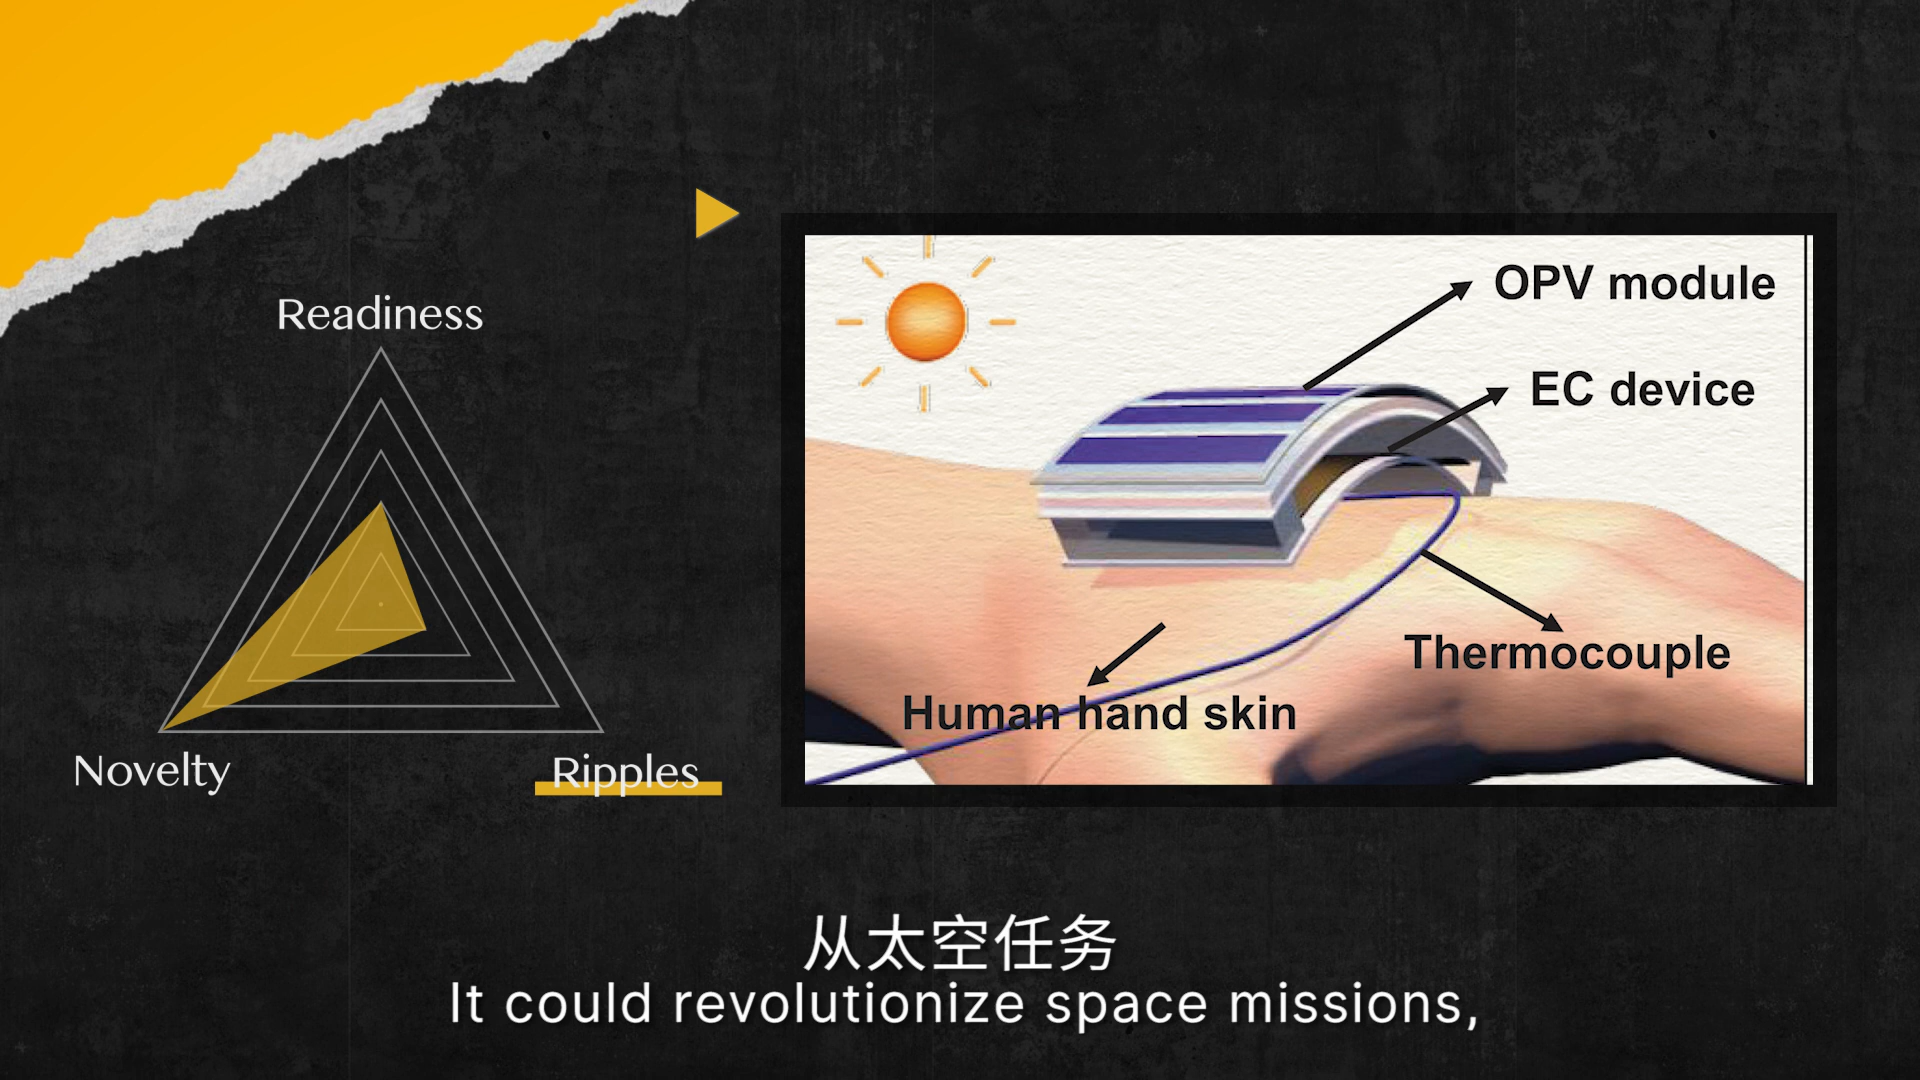 Readiness
Novelty
Ripples
OPV module
EC device
Thermocouple
Human hand skin
从太空任务
It could revolutionize space missions,